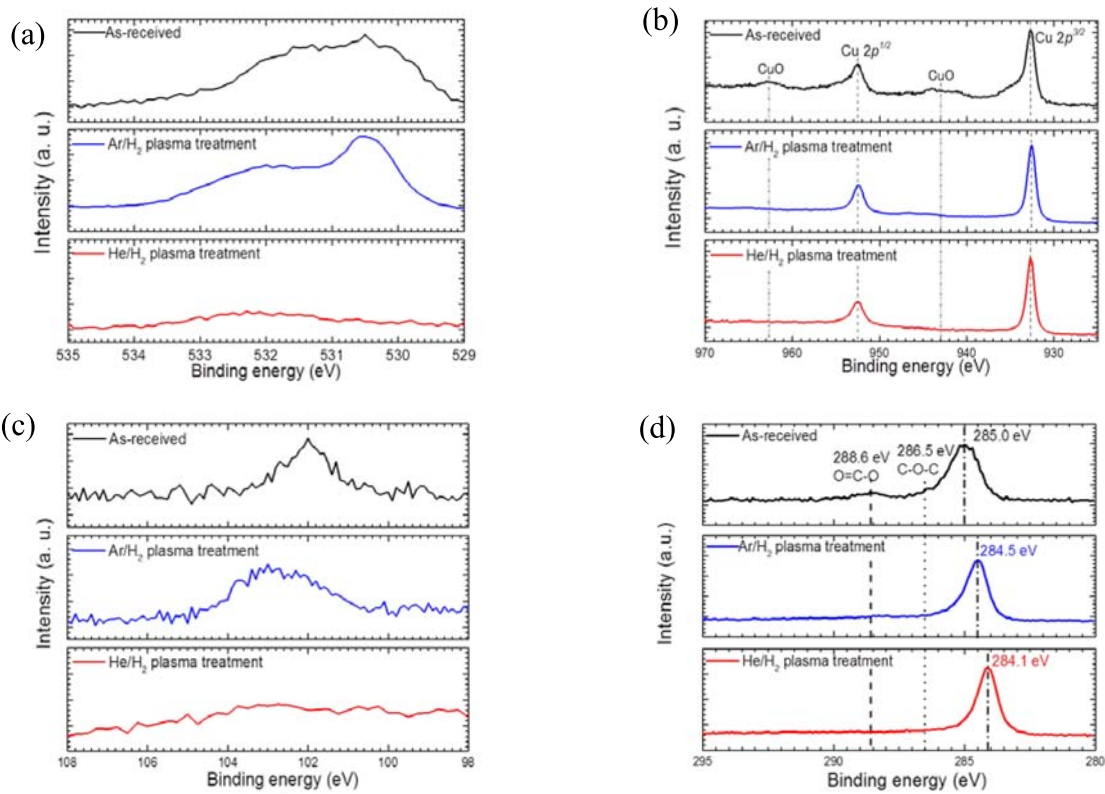 (a)
As-received
Ar/H₂ plasma treatment
He/H₂ plasma treatment
Intensity (a. u.)
535 534 533 532 531 530 529
Binding energy (eV)
(b)
As-received
CuO
Cu 2p^1/2
CuO
Cu 2p^3/2
Ar/H₂ plasma treatment
He/H₂ plasma treatment
Intensity (a. u.)
970 960 950 940 930
Binding energy (eV)
(c)
As-received
Ar/H₂ plasma treatment
He/H₂ plasma treatment
Intensity (a. u.)
108 106 104 102 100 98
Binding energy (eV)
(d)
As-received
288.6 eV
O=C-O
286.5 eV
C-O-C
285.0 eV
Ar/H₂ plasma treatment
284.5 eV
He/H₂ plasma treatment
284.1 eV
Intensity (a.u.)
295 290 285 280
Binding energy (eV)